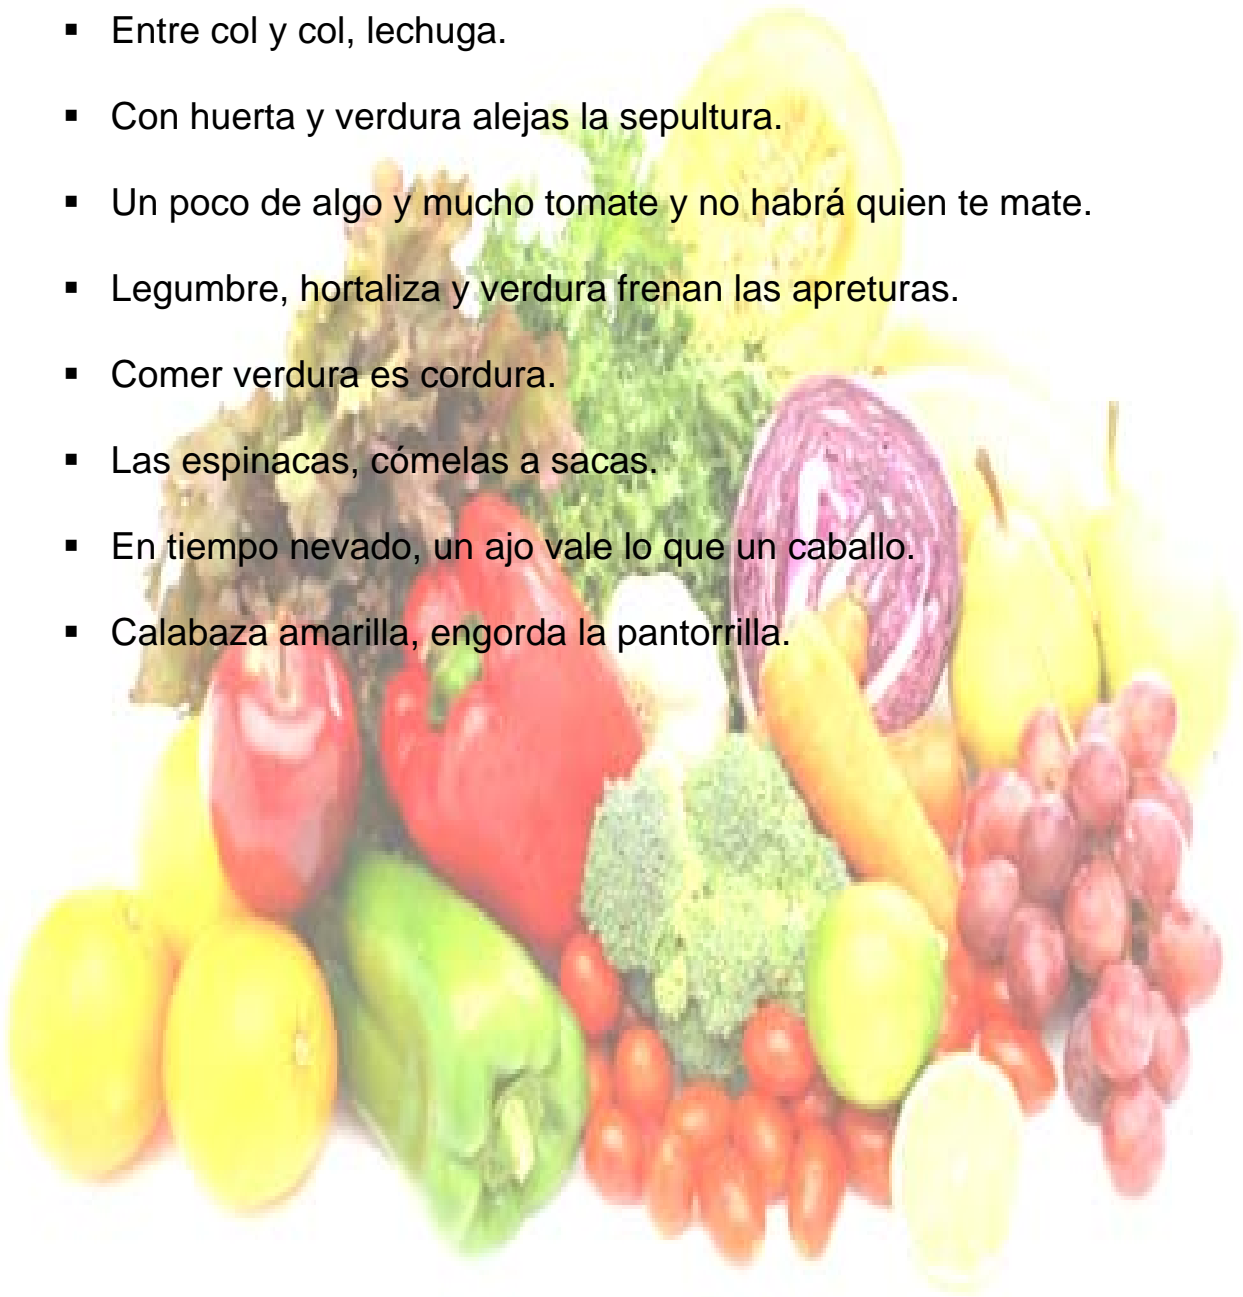 ▪ Entre col y col, lechuga.
▪ Con huerta y verdura alejas la sepultura.
▪ Un poco de algo y mucho tomate y no habrá quien te mate.
▪ Legumbre, hortaliza y verdura frenan las apreturas.
▪ Comer verdura es cordura.
▪ Las espinacas, cómelas a sacas.
▪ En tiempo nevado, un ajo vale lo que un caballo.
▪ Calabaza amarilla, engorda la pantorrilla.